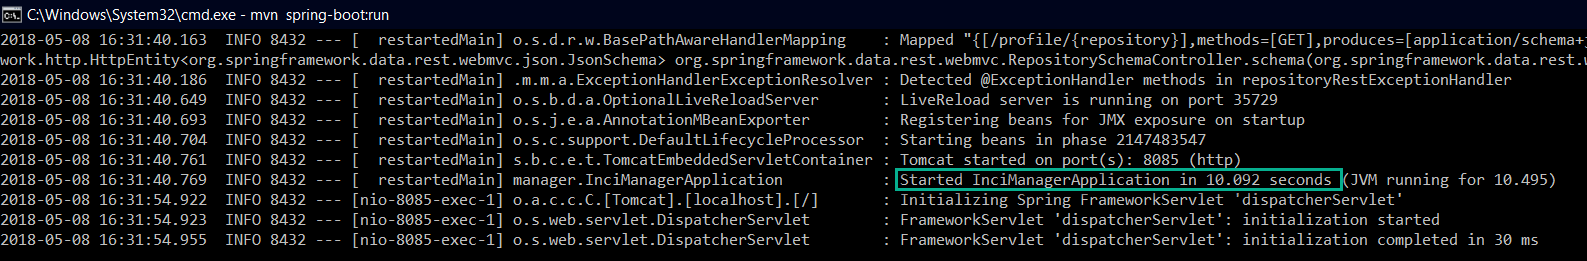 C:\Windows\System32\cmd.exe - mvn  spring-boot:run
2018-05-08 16:31:40.163  INFO 8432 --- [  restartedMain] o.s.d.r.w.BasePathAwareHandlerMapping    : Mapped "{[/profile/{repository}],methods=[GET],produces=[application/schema+
work.http.HttpEntity<org.springframework.data.rest.webmvc.json.JsonSchema> org.springframework.data.rest.webmvc.RepositorySchemaController.schema(org.springframework.data.rest.
2018-05-08 16:31:40.186  INFO 8432 --- [  restartedMain] .m.m.a.ExceptionHandlerExceptionResolver : Detected @ExceptionHandler methods in repositoryRestExceptionHandler
2018-05-08 16:31:40.649  INFO 8432 --- [  restartedMain] o.s.b.d.a.OptionalLiveReloadServer       : LiveReload server is running on port 35729
2018-05-08 16:31:40.693  INFO 8432 --- [  restartedMain] o.s.j.e.a.AnnotationMBeanExporter        : Registering beans for JMX exposure on startup
2018-05-08 16:31:40.704  INFO 8432 --- [  restartedMain] o.s.c.support.DefaultLifecycleProcessor  : Starting beans in phase 2147483547
2018-05-08 16:31:40.761  INFO 8432 --- [  restartedMain] s.b.c.e.t.TomcatEmbeddedServletContainer : Tomcat started on port(s): 8085 (http)
2018-05-08 16:31:40.769  INFO 8432 --- [  restartedMain] manager.InciManagerApplication           : Started InciManagerApplication in 10.092 seconds (JVM running for 10.495)
2018-05-08 16:31:54.922  INFO 8432 --- [nio-8085-exec-1] o.a.c.c.C.[Tomcat].[localhost].[/]       : Initializing Spring FrameworkServlet 'dispatcherServlet'
2018-05-08 16:31:54.923  INFO 8432 --- [nio-8085-exec-1] o.s.web.servlet.DispatcherServlet        : FrameworkServlet 'dispatcherServlet': initialization started
2018-05-08 16:31:54.955  INFO 8432 --- [nio-8085-exec-1] o.s.web.servlet.DispatcherServlet        : FrameworkServlet 'dispatcherServlet': initialization completed in 30 ms